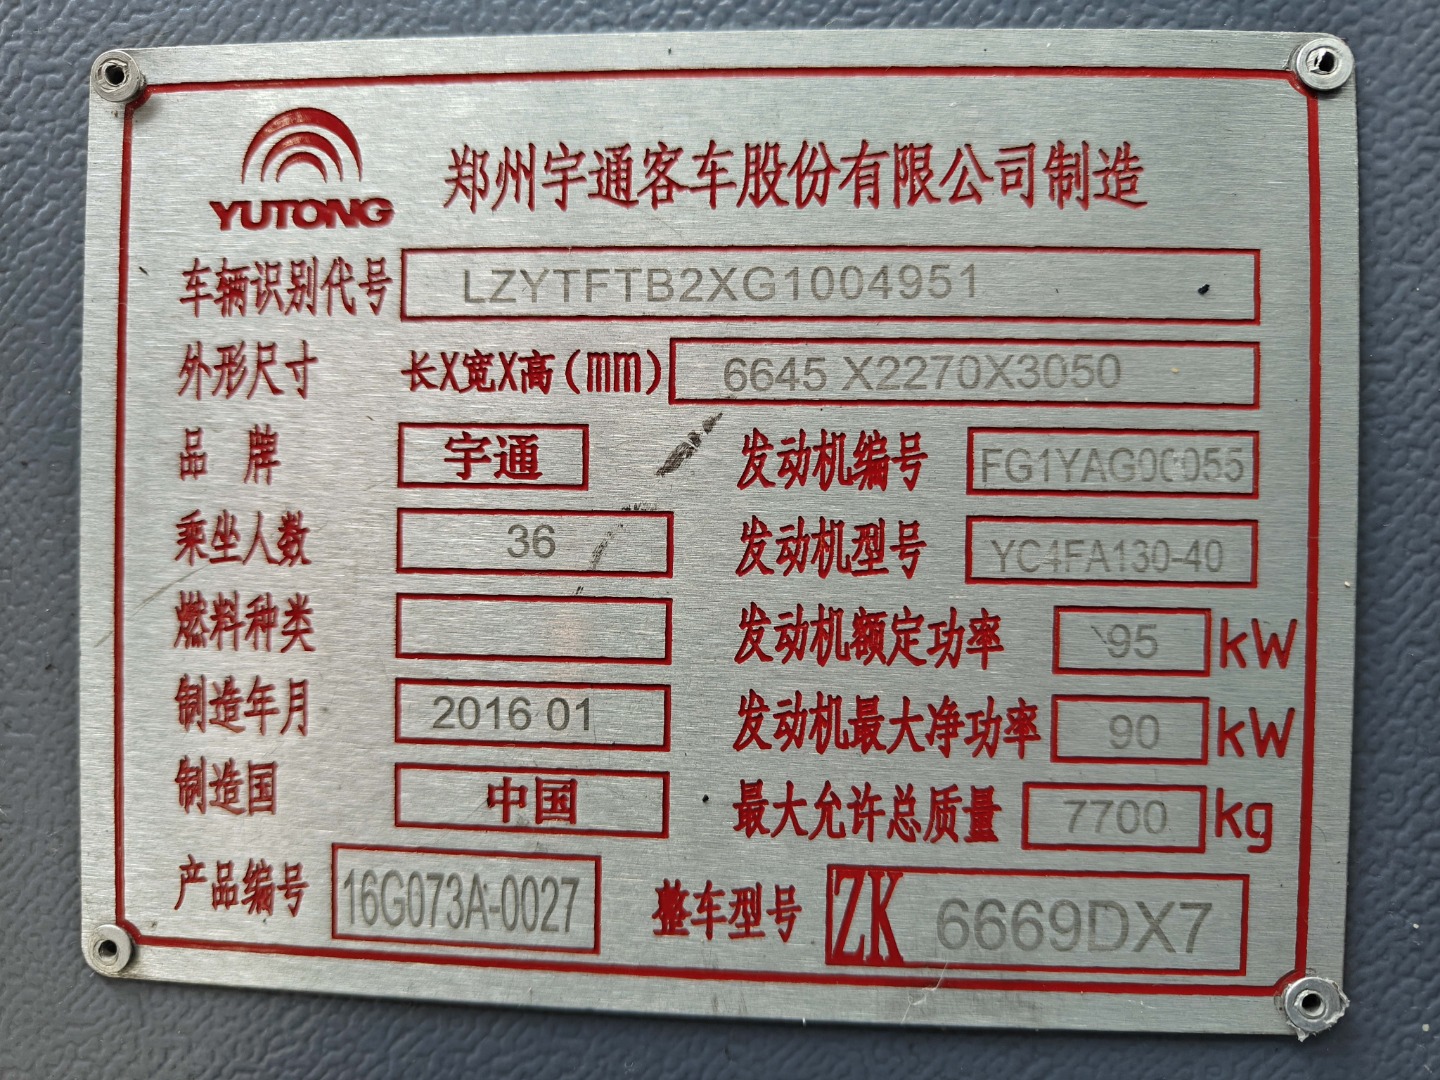 YUTONG 郑州宇通客车股份有限公司制造
车辆识别代号 LZYTFTB2XG1004951
外形尺寸 长X宽X高(mm) 6645 X2270X3050
品 牌 宇通 发动机编号 FG1YAG00055
乘坐人数 36 发动机型号 YC4FA130-40
燃料种类 发动机额定功率 95 kW
制造年月 2016 01 发动机最大净功率 90 kW
制造国 中国 最大允许总质量 7700 kg
产品编号 16G073A-0027 整车型号 ZK 6669DX7